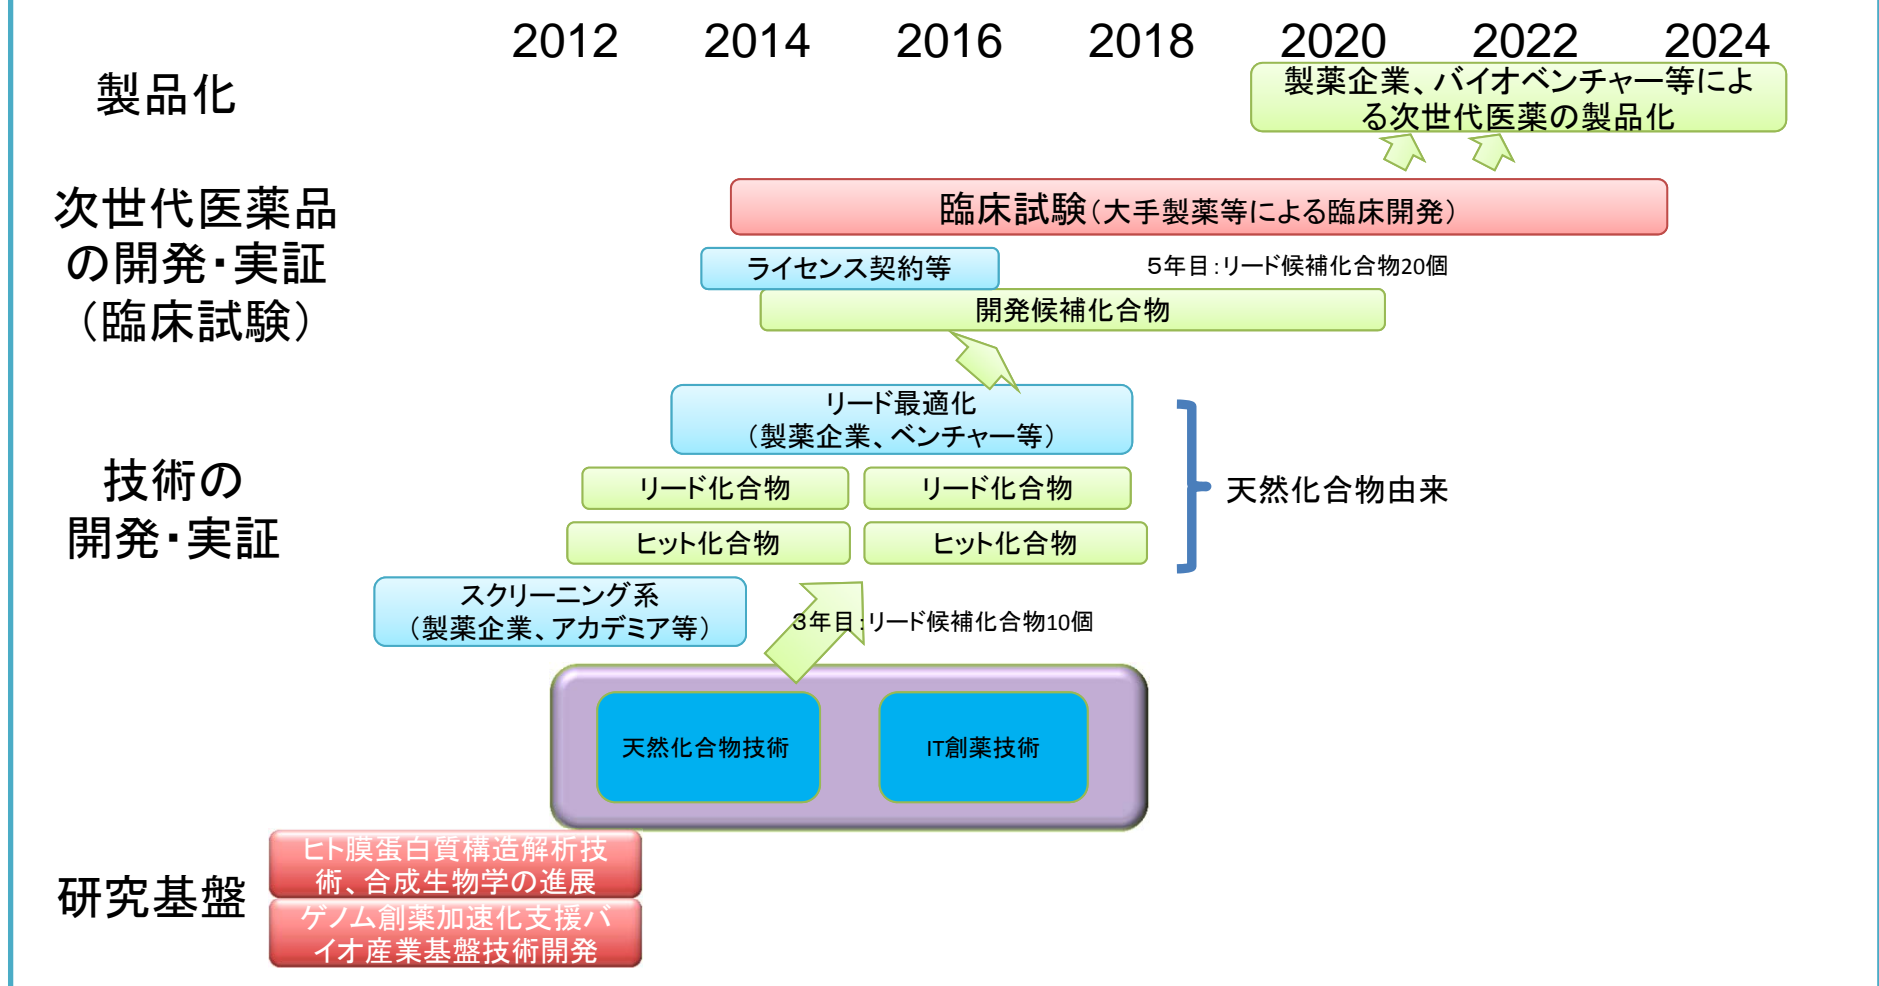 2012 2014 2016 2018 2020 2022 2024
製品化
製薬企業、バイオベンチャー等によ
る次世代医薬の製品化
次世代医薬品
の開発・実証
（臨床試験）
臨床試験（大手製薬等による臨床開発）
ライセンス契約等
５年目：リード候補化合物20個
開発候補化合物
技術の
開発・実証
リード最適化
（製薬企業、ベンチャー等）
リード化合物
リード化合物
ヒット化合物
ヒット化合物
天然化合物由来
スクリーニング系
（製薬企業、アカデミア等）
３年目：リード候補化合物10個
天然化合物技術
IT創薬技術
研究基盤
ヒト膜蛋白質構造解析技
術、合成生物学の進展
ゲノム創薬加速化支援バ
イオ産業基盤技術開発